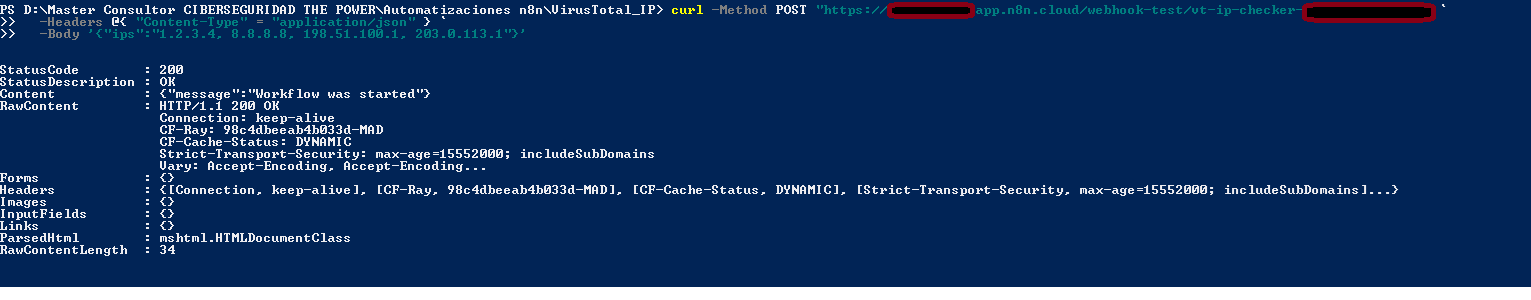 PS D:\Master Consultor CIBERSEGURIDAD THE POWER\Automatizaciones n8n\VirusTotal_IP> curl -Method POST "https:// app.n8n.cloud/webhook-test/vt-ip-checker- `
>>   -Headers @{ "Content-Type" = "application/json" } `
>>   -Body '{"ips":"1.2.3.4, 8.8.8.8, 198.51.100.1, 203.0.113.1"}'
StatusCode        : 200
StatusDescription : OK
Content           : {"message":"Workflow was started"}
RawContent        : HTTP/1.1 200 OK
                    Connection: keep-alive
                    CF-Ray: 98c4dbeeab4b033d-MAD
                    CF-Cache-Status: DYNAMIC
                    Strict-Transport-Security: max-age=15552000; includeSubDomains
                    Vary: Accept-Encoding, Accept-Encoding...
Forms             : {}
Headers           : {[Connection, keep-alive], [CF-Ray, 98c4dbeeab4b033d-MAD], [CF-Cache-Status, DYNAMIC], [Strict-Transport-Security, max-age=15552000; includeSubDomains]...}
Images            : {}
InputFields       : {}
Links             : {}
ParsedHtml        : mshtml.HTMLDocumentClass
RawContentLength  : 34